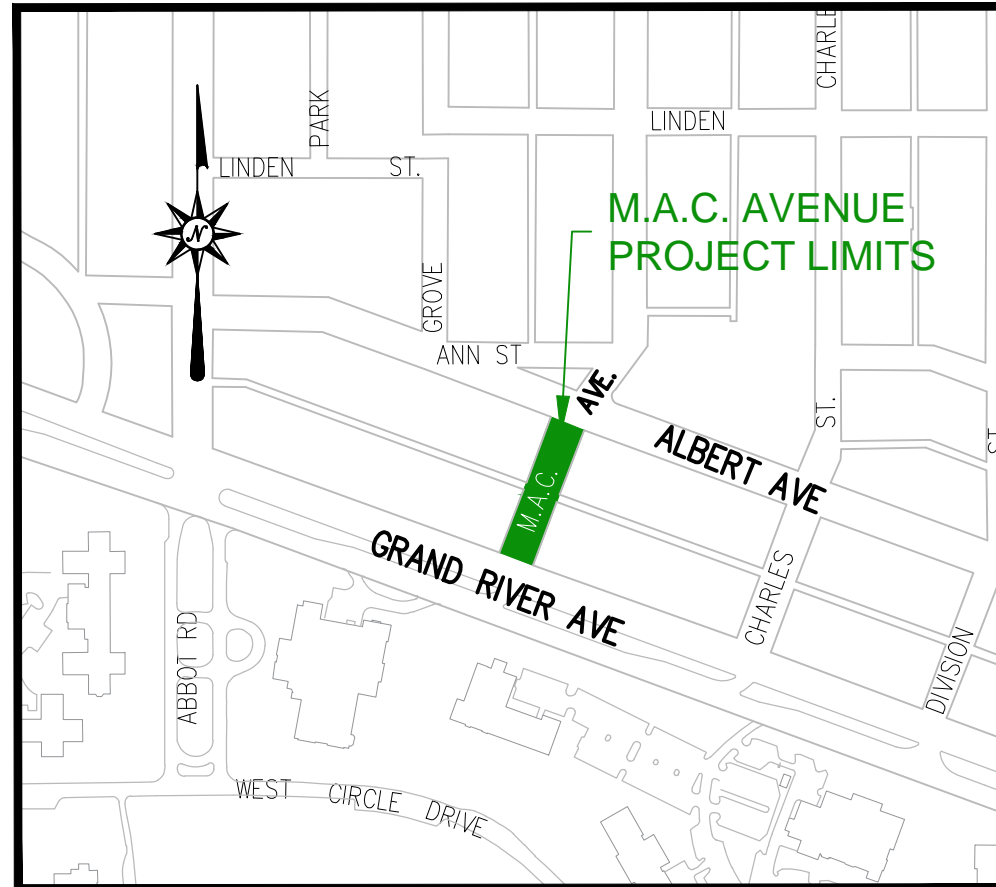 CHARLE
PARK
LINDEN
LINDEN ST.
M.A.C. AVENUE
PROJECT LIMITS
N
GROVE
ANN ST
AVE.
ST.
ALBERT AVE
ST
M.A.C.
GRAND RIVER AVE
CHARLES
ABBOT RD
DIVISION
WEST CIRCLE DRIVE